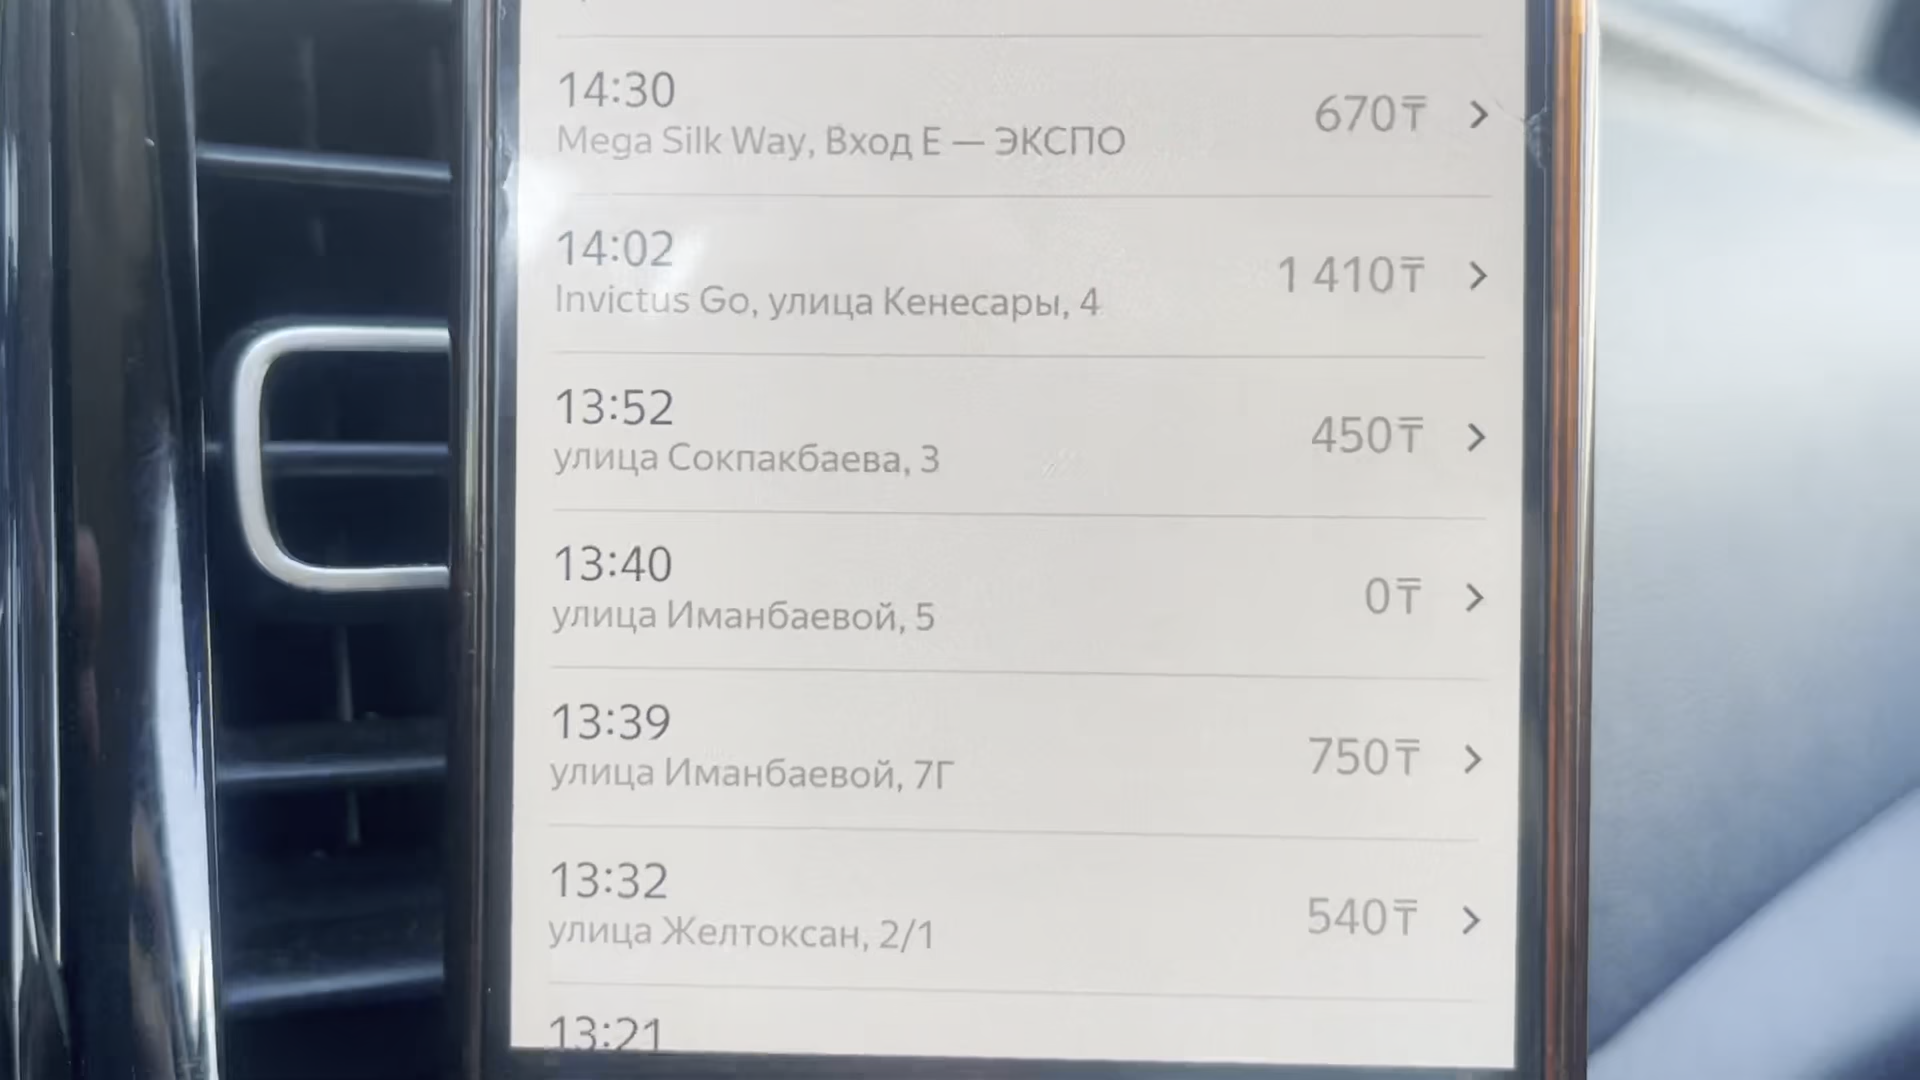 14:30
Mega Silk Way, Вход E — ЭКСПО
670₸
14:02
Invictus Go, улица Кенесары, 4
1 410₸
13:52
улица Сокпакбаева, 3
450₸
13:40
улица Иманбаевой, 5
0₸
13:39
улица Иманбаевой, 7Г
750₸
13:32
улица Желтоксан, 2/1
540₸
13:21